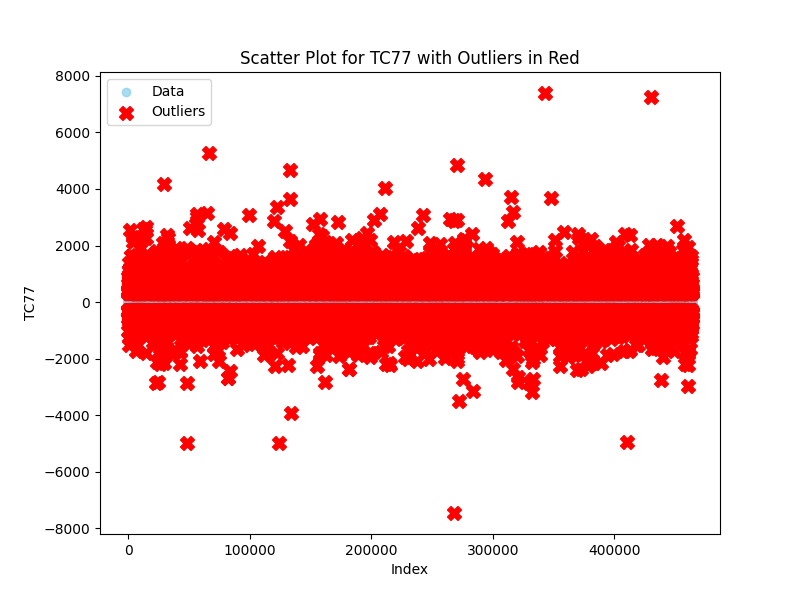 Scatter Plot for TC77 with Outliers in Red
Data
Outliers
8000
6000
4000
2000
0
−2000
−4000
−6000
−8000
TC77
0
100000
200000
300000
400000
Index